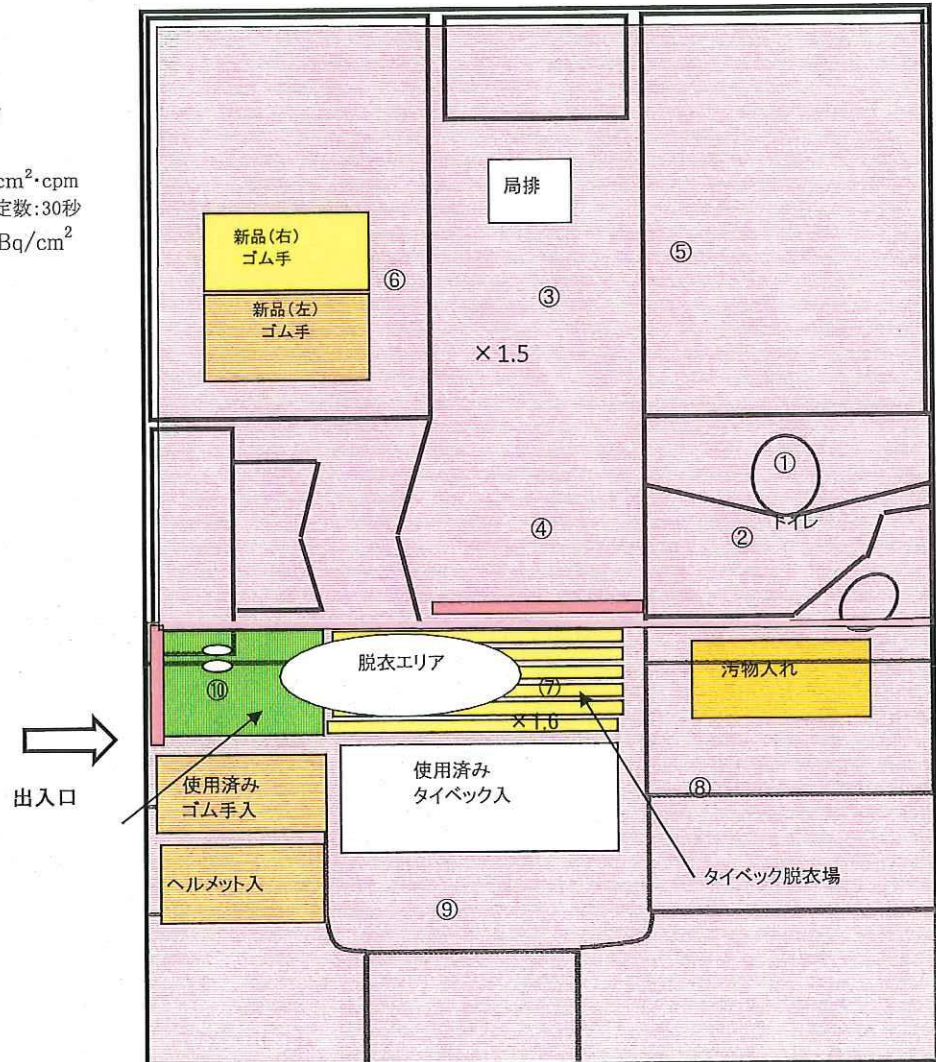 cm²・cpm
定数:30秒
Bq/cm²
局排
新品(右)
ゴム手
新品(左)
ゴム手
⑥
③
⑤
×1.5
①
トイレ
④
②
脱衣エリア
⑩
⑦
×1.6
汚物入れ
出入口
使用済み
ゴム手入
使用済み
タイベック入
⑧
ヘルメット入
タイベック脱衣場
⑨